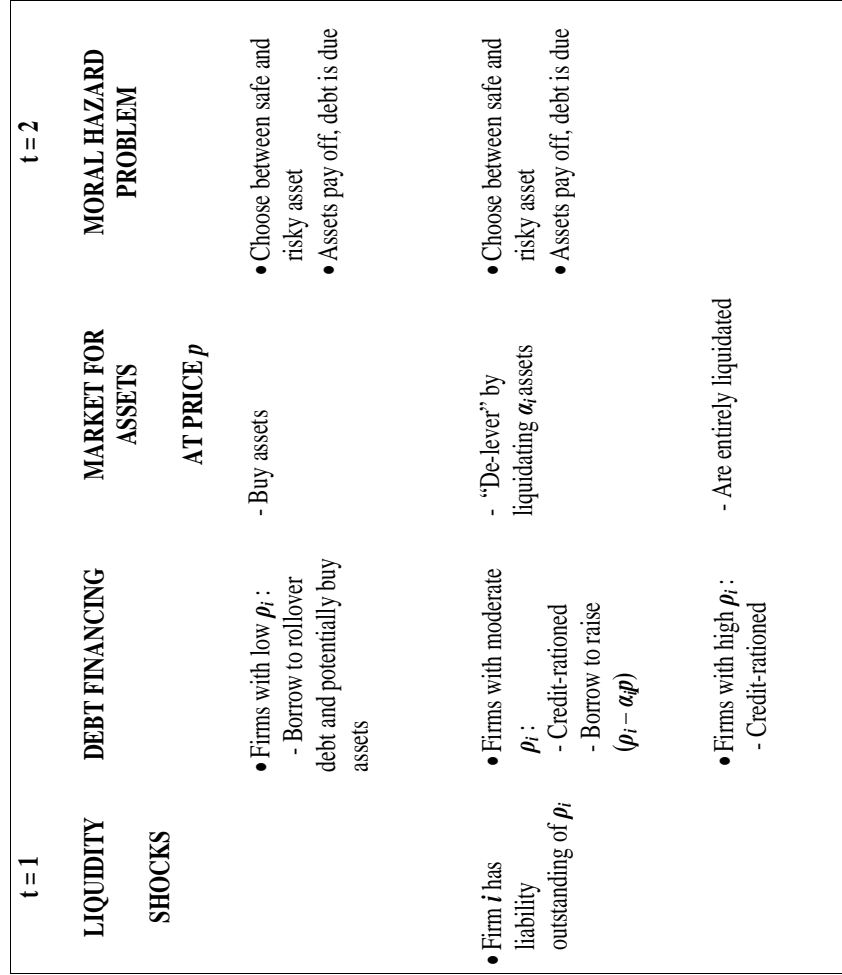 t = 1
t = 2
LIQUIDITY
SHOCKS
DEBT FINANCING
MARKET FOR
ASSETS
AT PRICE p
MORAL HAZARD
PROBLEM
• Firm i has
liability
outstanding of ρi
• Firms with low ρi :
- Borrow to rollover
debt and potentially buy
assets
- Buy assets
• Choose between safe and
risky asset
• Assets pay off, debt is due
• Firms with moderate
ρi :
- Credit-rationed
- Borrow to raise
(ρi – αip)
- “De-lever” by
liquidating αi assets
• Choose between safe and
risky asset
• Assets pay off, debt is due
• Firms with high ρi :
- Credit-rationed
- Are entirely liquidated